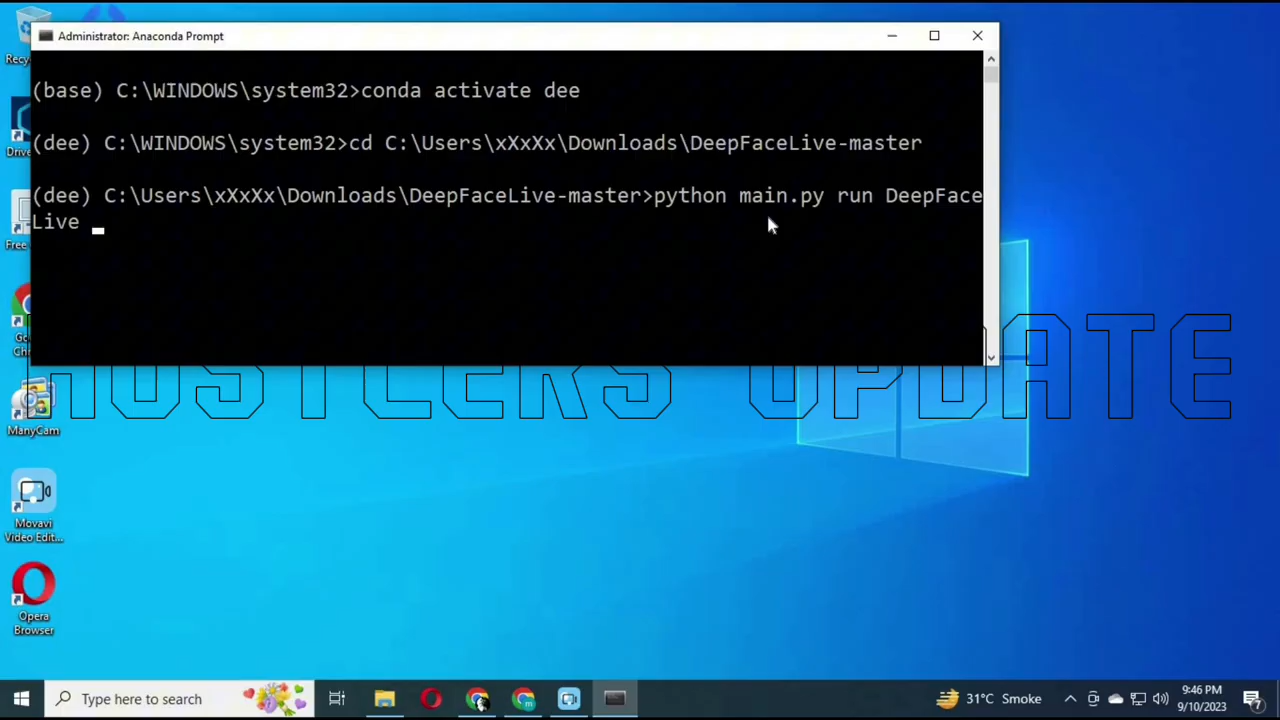 Administrator: Anaconda Prompt
(base) C:\WINDOWS\system32>conda activate dee
(dee) C:\WINDOWS\system32>cd C:\Users\xXxXx\Downloads\DeepFaceLive-master
(dee) C:\Users\xXxXx\Downloads\DeepFaceLive-master>python main.py run DeepFace
Live
HUSTLERS UPDATE
ManyCam
Movavi
Video Edit...
Opera
Browser
Type here to search
31°C Smoke
9:46 PM
9/10/2023
7